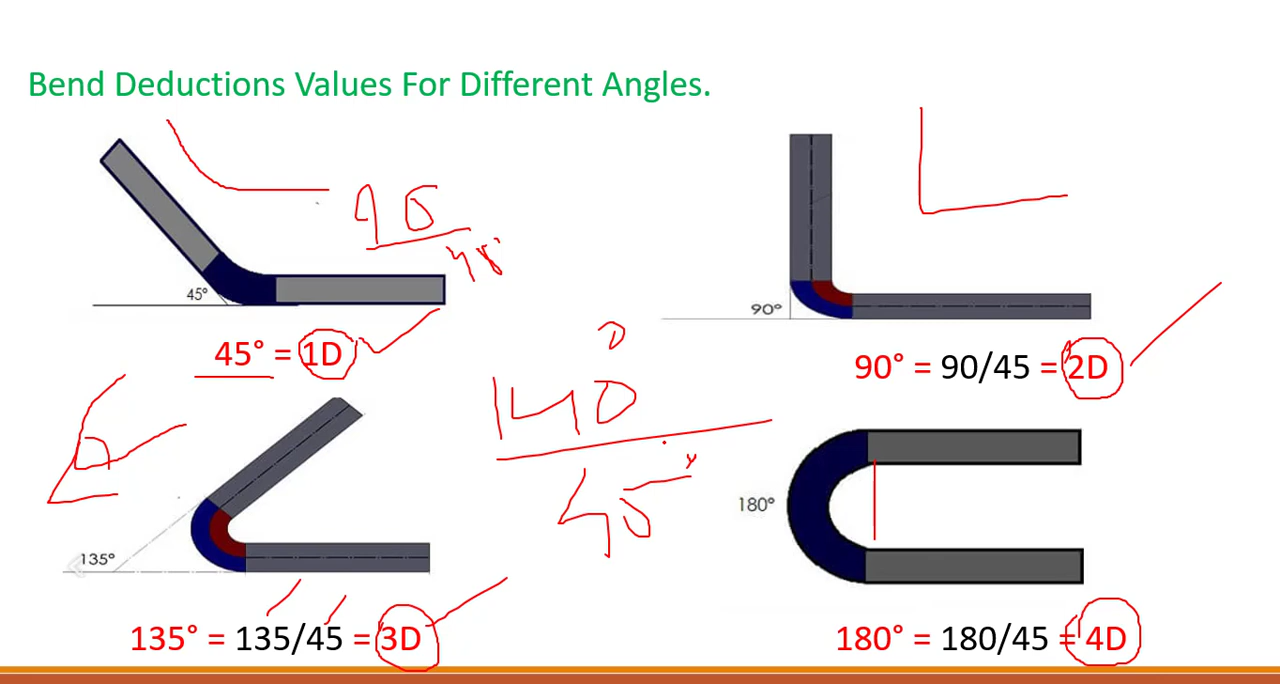 Bend Deductions Values For Different Angles.
45°
45° = 1D
90°
90° = 90/45 = 2D
140
45
135°
135° = 135/45 = 3D
180°
180° = 180/45 = 4D